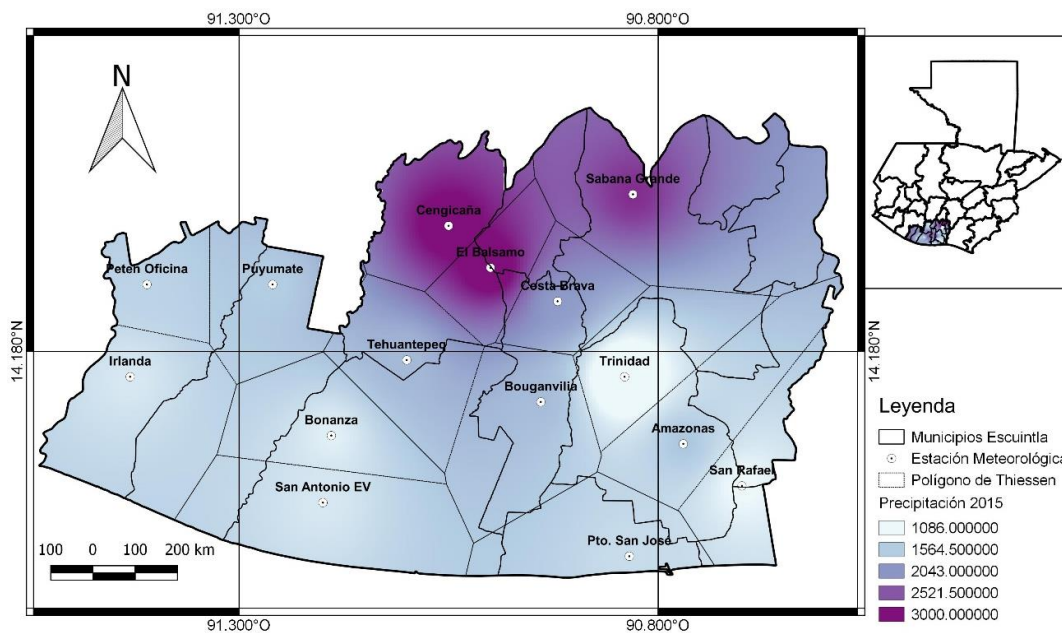 91.300°O
90.800°O
N
Sabana Grande
Cengicaña
El Balsamo
Petén Oficina
Puyumate
Costa Brava
14.180°N
14.180°N
Tehuantepeq
Irlanda
Trinidad
Bouganvilia
Bonanza
Amazonas
San Rafael
San Antonio EV
Pto. San José
100 0 100 200 km
91.300°O
90.800°O
Leyenda
Municipios Escuintla
Estación Meteorológica
Polígono de Thiessen
Precipitación 2015
1086.000000
1564.500000
2043.000000
2521.500000
3000.000000